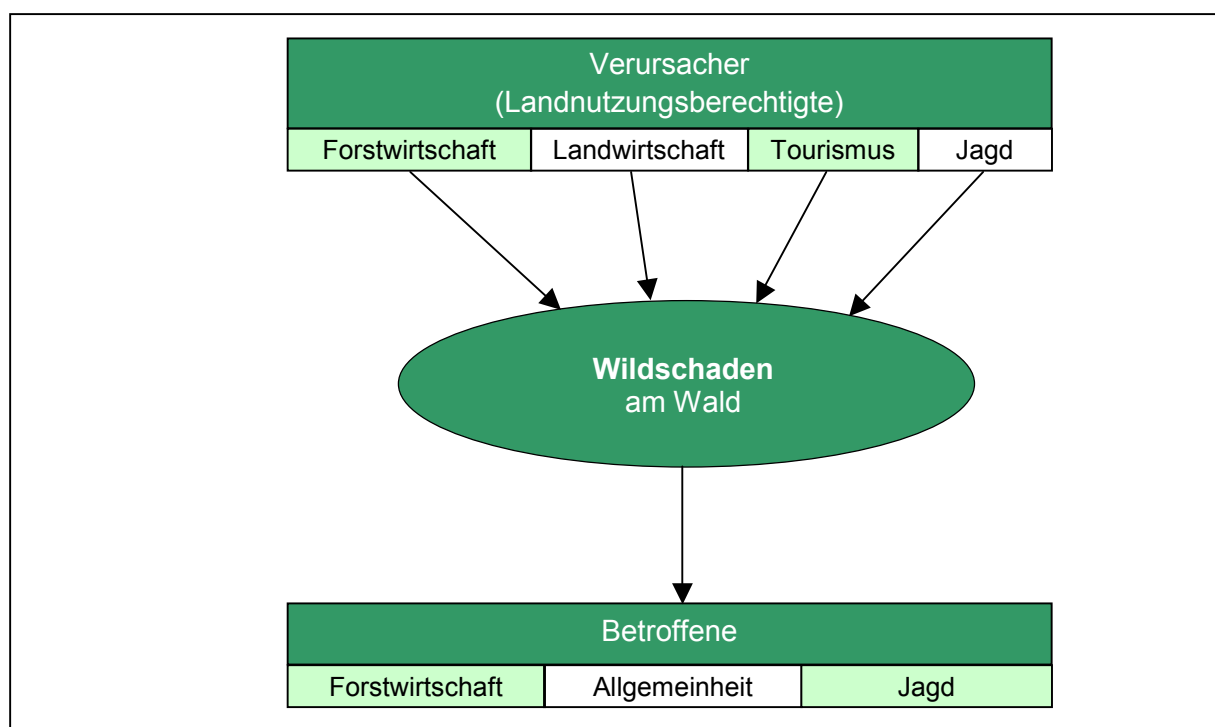 Verursacher
(Landnutzungsberechtigte)
Forstwirtschaft Landwirtschaft Tourismus Jagd
Wildschaden
am Wald
Betroffene
Forstwirtschaft Allgemeinheit Jagd